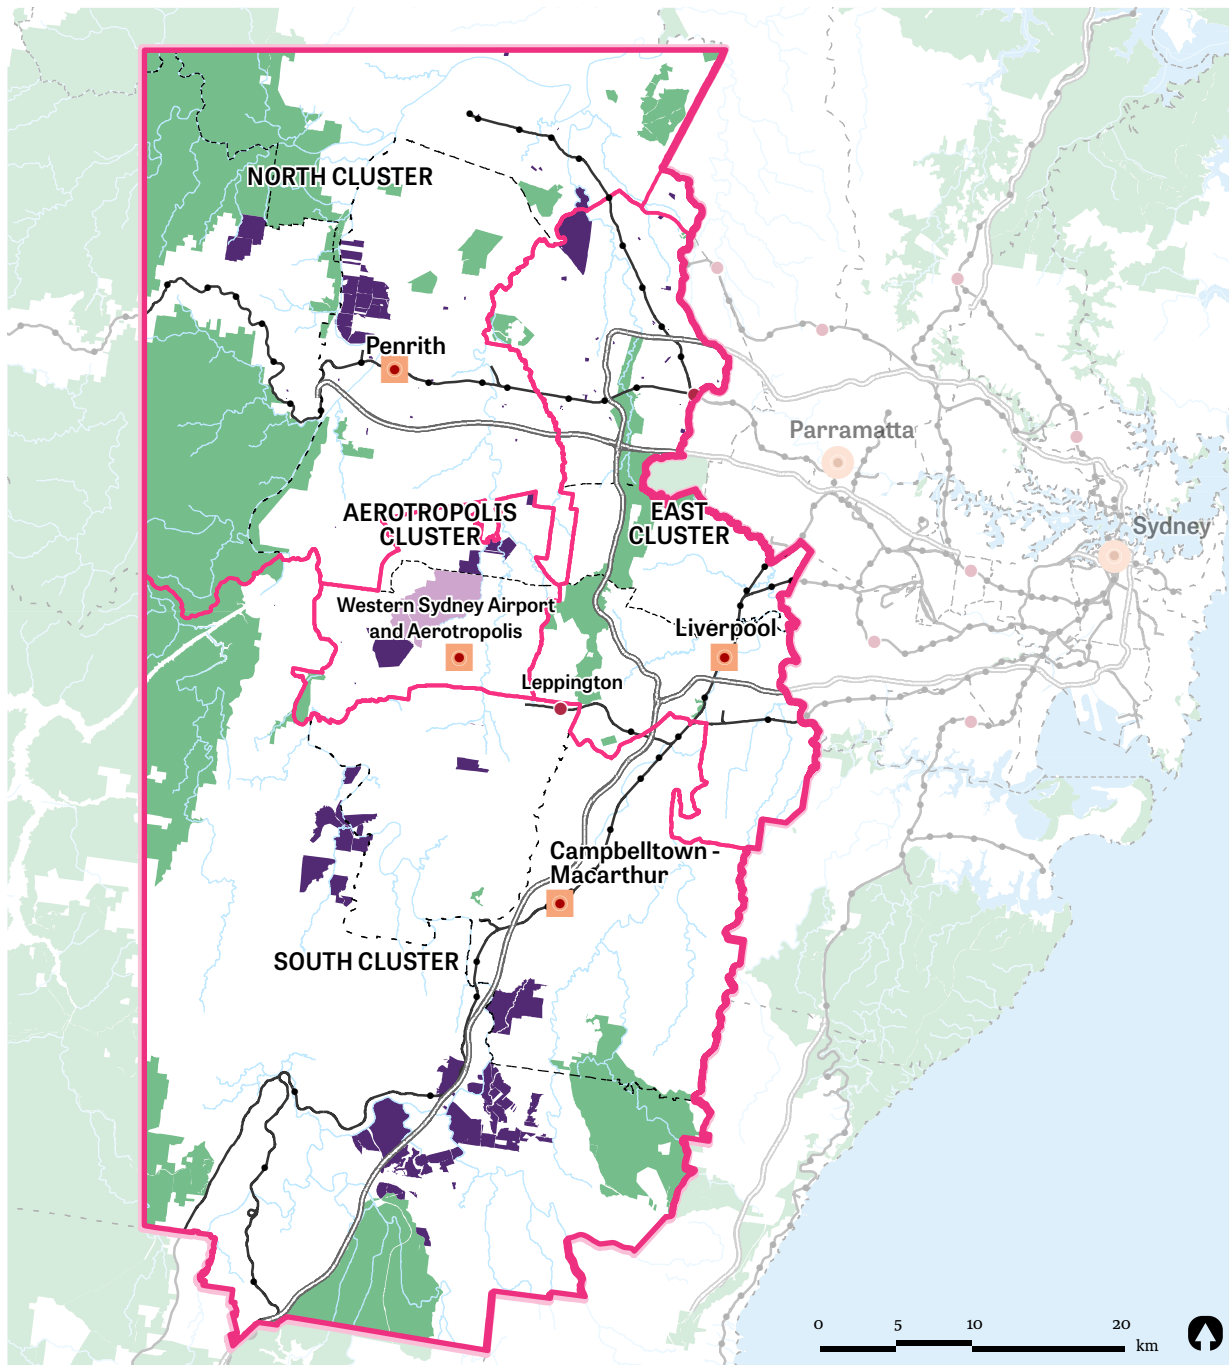 NORTH CLUSTER
Penrith
Parramatta
AEROTROPOLIS
CLUSTER
EAST
CLUSTER
Sydney
Western Sydney Airport
and Aerotropolis
Liverpool
Leppington
Campbelltown -
Macarthur
SOUTH CLUSTER
0 5 10 20
km